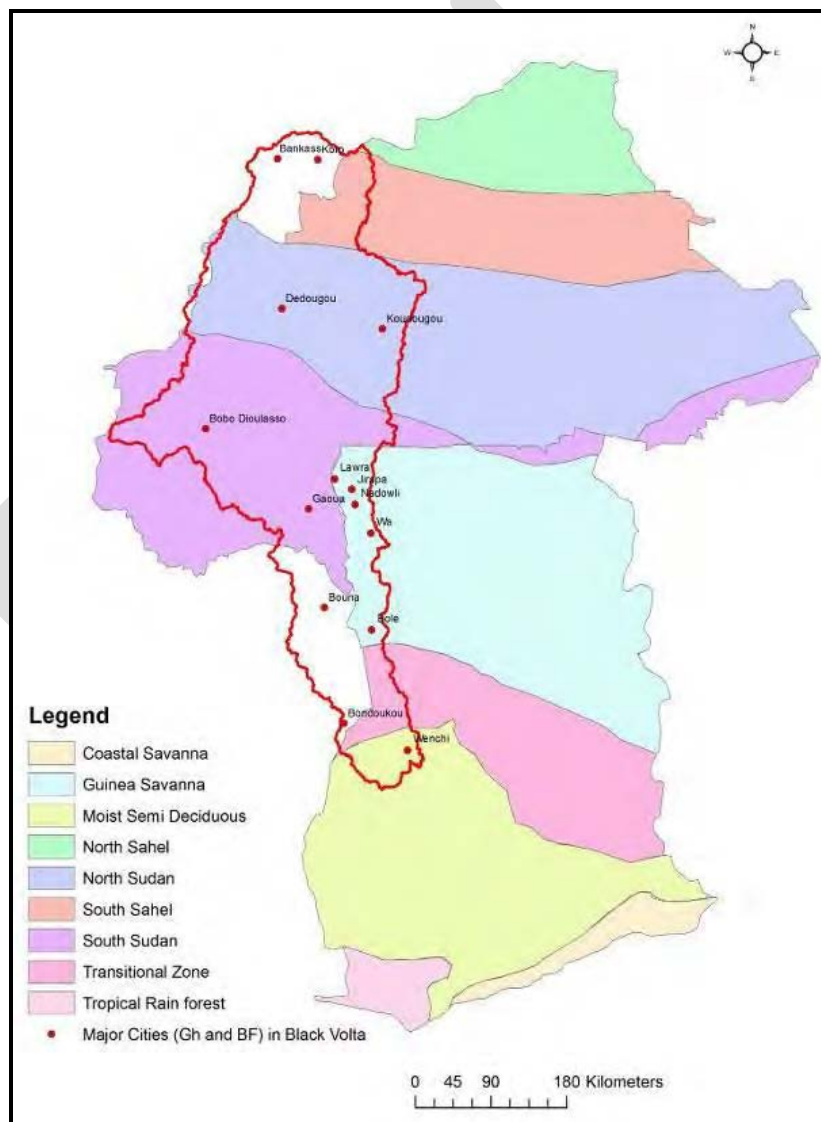 N
W E
S
Bankass Koro
Dedougou
Koudougou
Bobo Dioulasso
Lawra
Jirapa
Nadowli
Gaoua
Wa
Bouna
Bole
Bondoukou
Wenchi
Legend
Coastal Savanna
Guinea Savanna
Moist Semi Deciduous
North Sahel
North Sudan
South Sahel
South Sudan
Transitional Zone
Tropical Rain forest
Major Cities (Gh and BF) in Black Volta
0 45 90 180 Kilometers